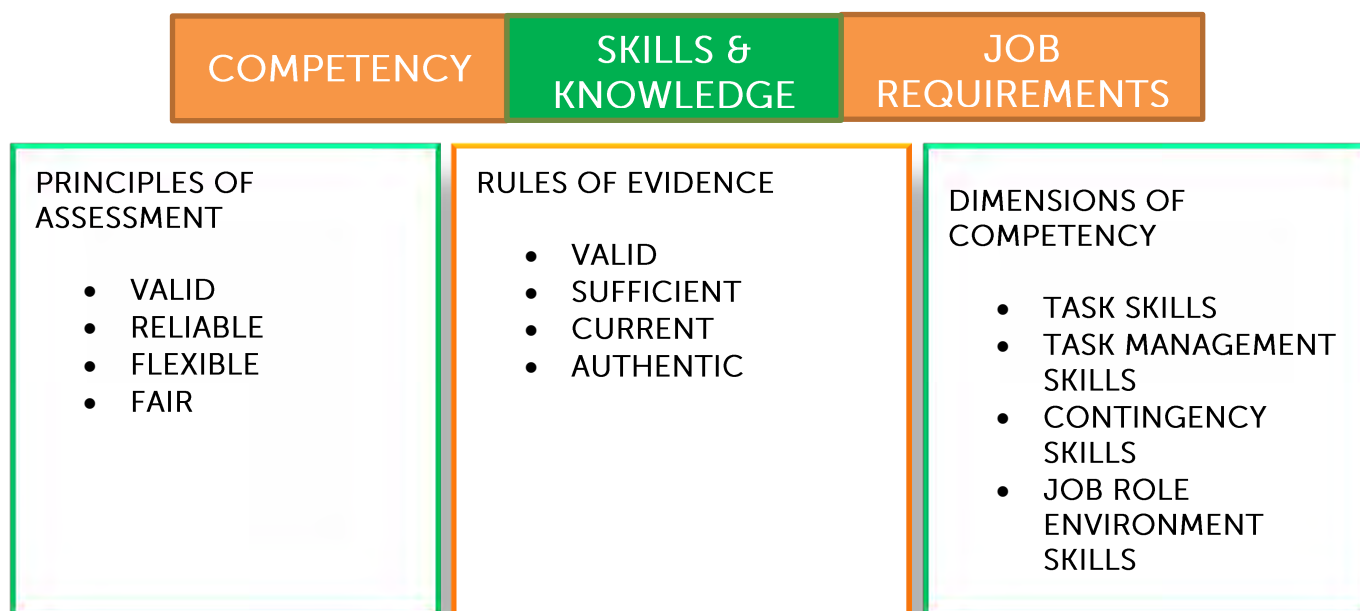 COMPETENCY
SKILLS &
KNOWLEDGE
JOB
REQUIREMENTS
PRINCIPLES OF
ASSESSMENT
• VALID
• RELIABLE
• FLEXIBLE
• FAIR
RULES OF EVIDENCE
• VALID
• SUFFICIENT
• CURRENT
• AUTHENTIC
DIMENSIONS OF
COMPETENCY
• TASK SKILLS
• TASK MANAGEMENT
SKILLS
• CONTINGENCY
SKILLS
• JOB ROLE
ENVIRONMENT
SKILLS